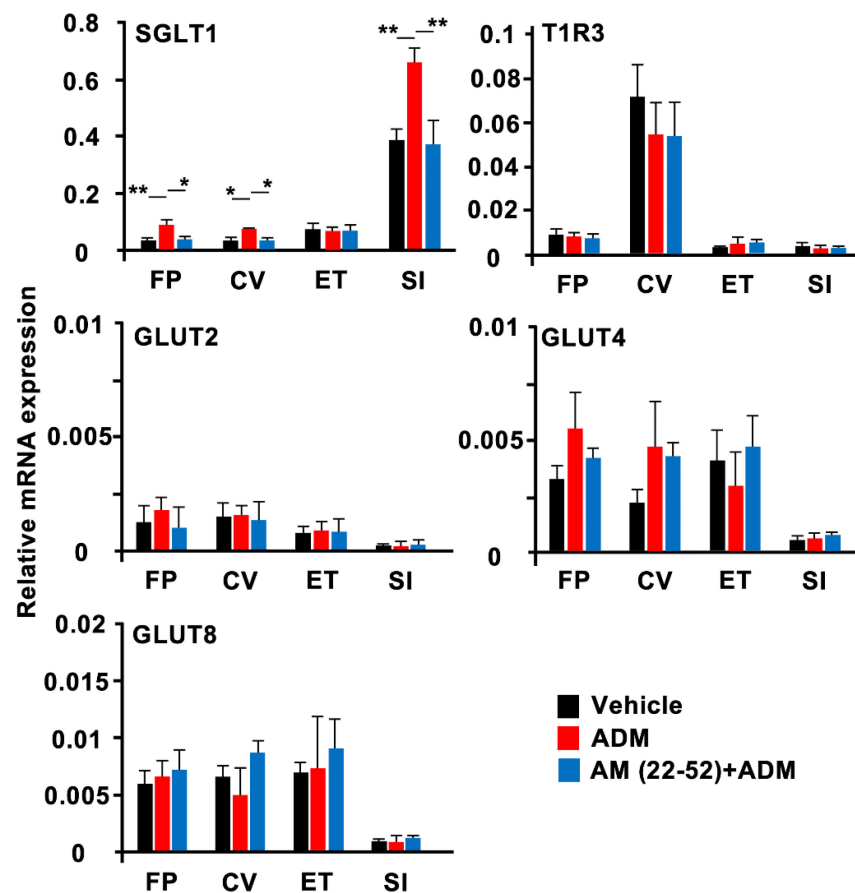 Relative mRNA expression
SGLT1
0.8
0.6
0.4
0.2
0
** *
* *
** **
FP CV ET SI
T1R3
0.1
0.08
0.06
0.04
0.02
0
FP CV ET SI
GLUT2
0.01
0.005
0
FP CV ET SI
GLUT4
0.01
0.005
0
FP CV ET SI
GLUT8
0.02
0.015
0.01
0.005
0
FP CV ET SI
Vehicle
ADM
AM (22-52)+ADM